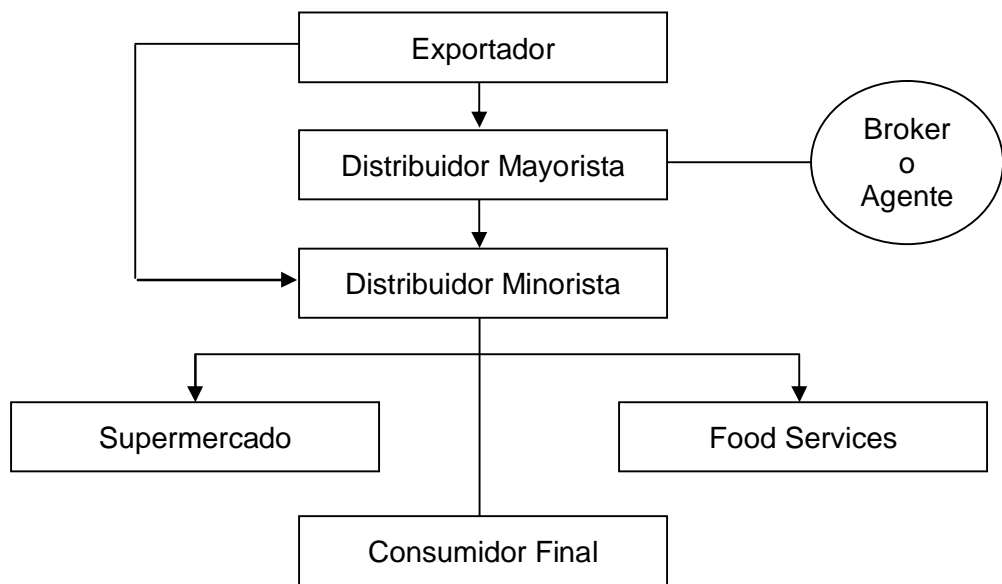 Exportador
Distribuidor Mayorista
Broker
o
Agente
Distribuidor Minorista
Supermercado
Food Services
Consumidor Final